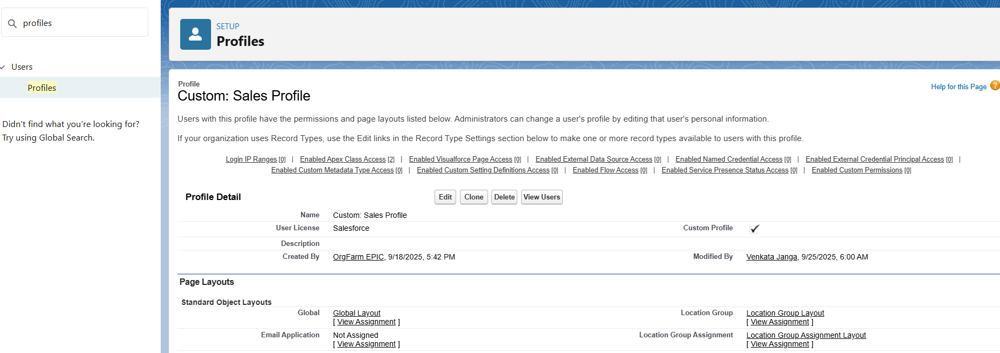 profiles
Users
Profiles
Didn't find what you're looking for?
Try using Global Search.
SETUP
Profiles
Help for this Page ?
Profile
Custom: Sales Profile
Users with this profile have the permissions and page layouts listed below. Administrators can change a user's profile by editing that user's personal information.
If your organization uses Record Types, use the Edit links in the Record Type Settings section below to make one or more record types available to users with this profile.
Login IP Ranges [0] | Enabled Apex Class Access [2] | Enabled Visualforce Page Access [0] | Enabled External Data Source Access [0] | Enabled Named Credential Access [0] | Enabled External Credential Principal Access [0] |
Enabled Custom Metadata Type Access [0] | Enabled Custom Setting Definitions Access [0] | Enabled Flow Access [0] | Enabled Service Presence Status Access [0] | Enabled Custom Permissions [0]
Profile Detail Edit Clone Delete View Users
Name Custom: Sales Profile
User License Salesforce Custom Profile
Description
Created By OrgFarm EPIC, 9/18/2025, 5:42 PM Modified By Venkata Janga, 9/25/2025, 6:00 AM
Page Layouts
Standard Object Layouts
Global Global Layout Location Group Location Group Layout
[ View Assignment ] [ View Assignment ]
Email Application Not Assigned Location Group Assignment Location Group Assignment Layout
[ View Assignment ] [ View Assignment ]